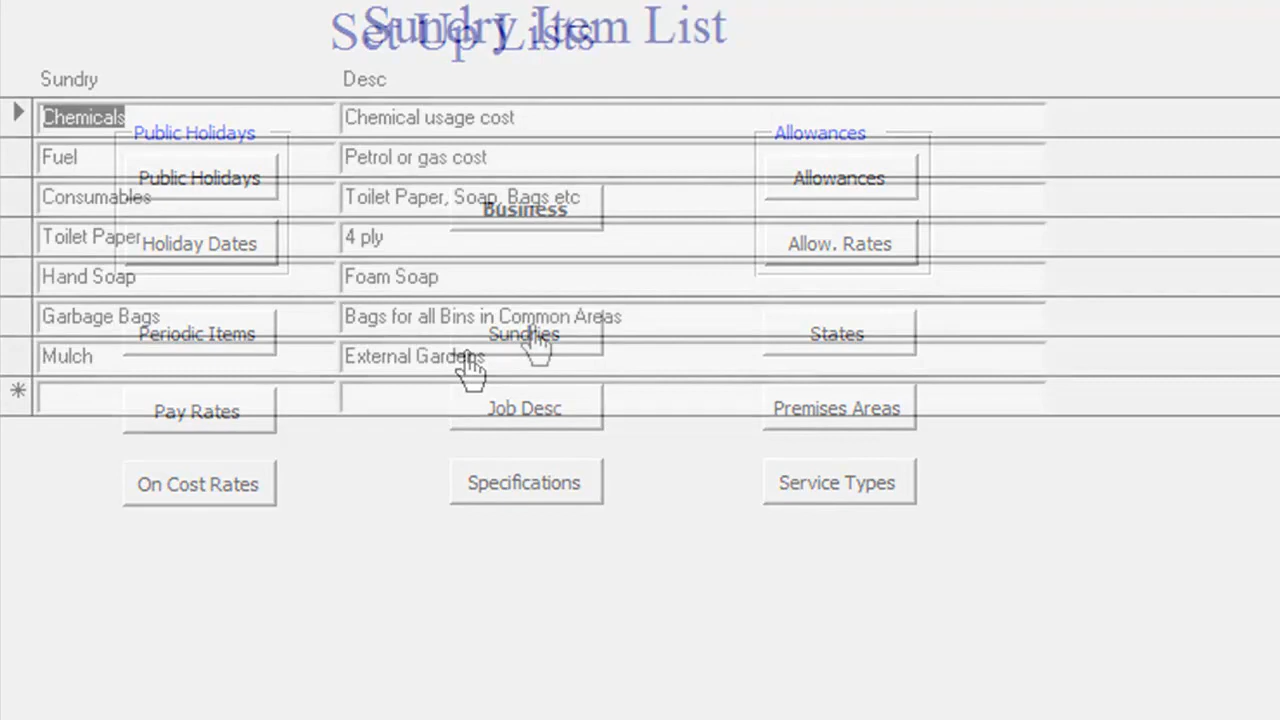 Set Up Lists
Sundry Item List
Sundry Desc
Chemicals Chemical usage cost
Public Holidays Allowances
Fuel Petrol or gas cost
Public Holidays Allowances
Consumables Toilet Paper, Soap, Bags etc
Business
Toilet Paper 4 ply
Holiday Dates Allow. Rates
Hand Soap Foam Soap
Garbage Bags Bags for all Bins in Common Areas
Periodic Items Sundries States
Mulch External Gardens
Pay Rates Job Desc Premises Areas
On Cost Rates Specifications Service Types